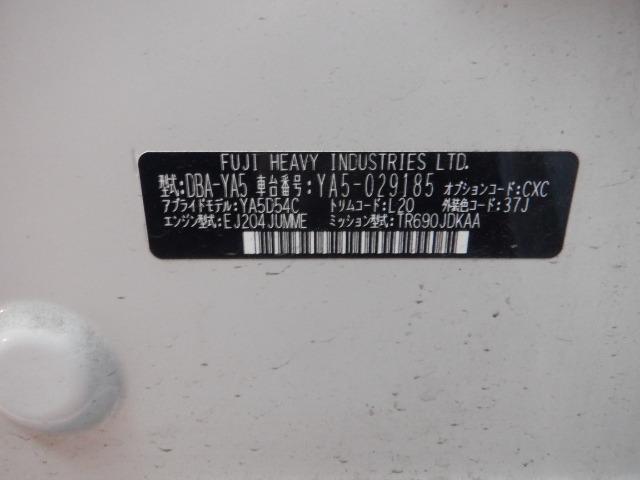 FUJI HEAVY INDUSTRIES LTD.
型式:DBA-YA5 車台番号:YA5-029185 オプションコード:CXC
アプライドモデル:YA5D54C トリムコード:L20 外装色コード:37J
エンジン型式:EJ204JUMME ミッション型式:TR690JDKAA